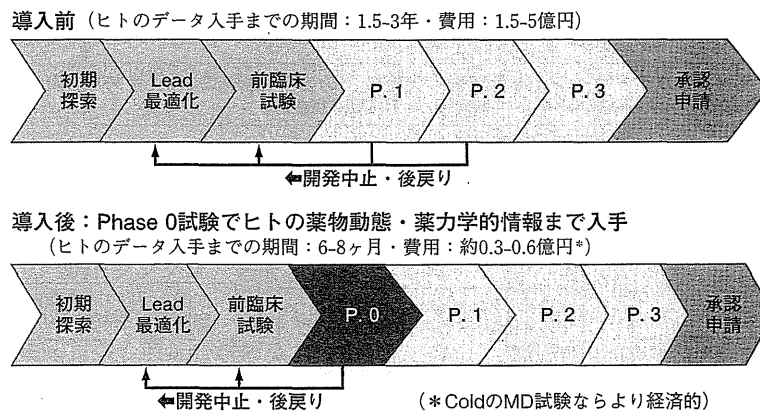 導入前（ヒトのデータ入手までの期間：1.5-3年・費用：1.5-5億円）
初期
探索
Lead
最適化
前臨床
試験
P. 1
P. 2
P. 3
承認
申請
⇐開発中止・後戻り
導入後：Phase 0試験でヒトの薬物動態・薬力学的情報まで入手
（ヒトのデータ入手までの期間：6-8ヶ月・費用：約0.3-0.6億円*）
初期
探索
Lead
最適化
前臨床
試験
P. 0
P. 1
P. 2
P. 3
承認
申請
⇐開発中止・後戻り
（＊ColdのMD試験ならより経済的）